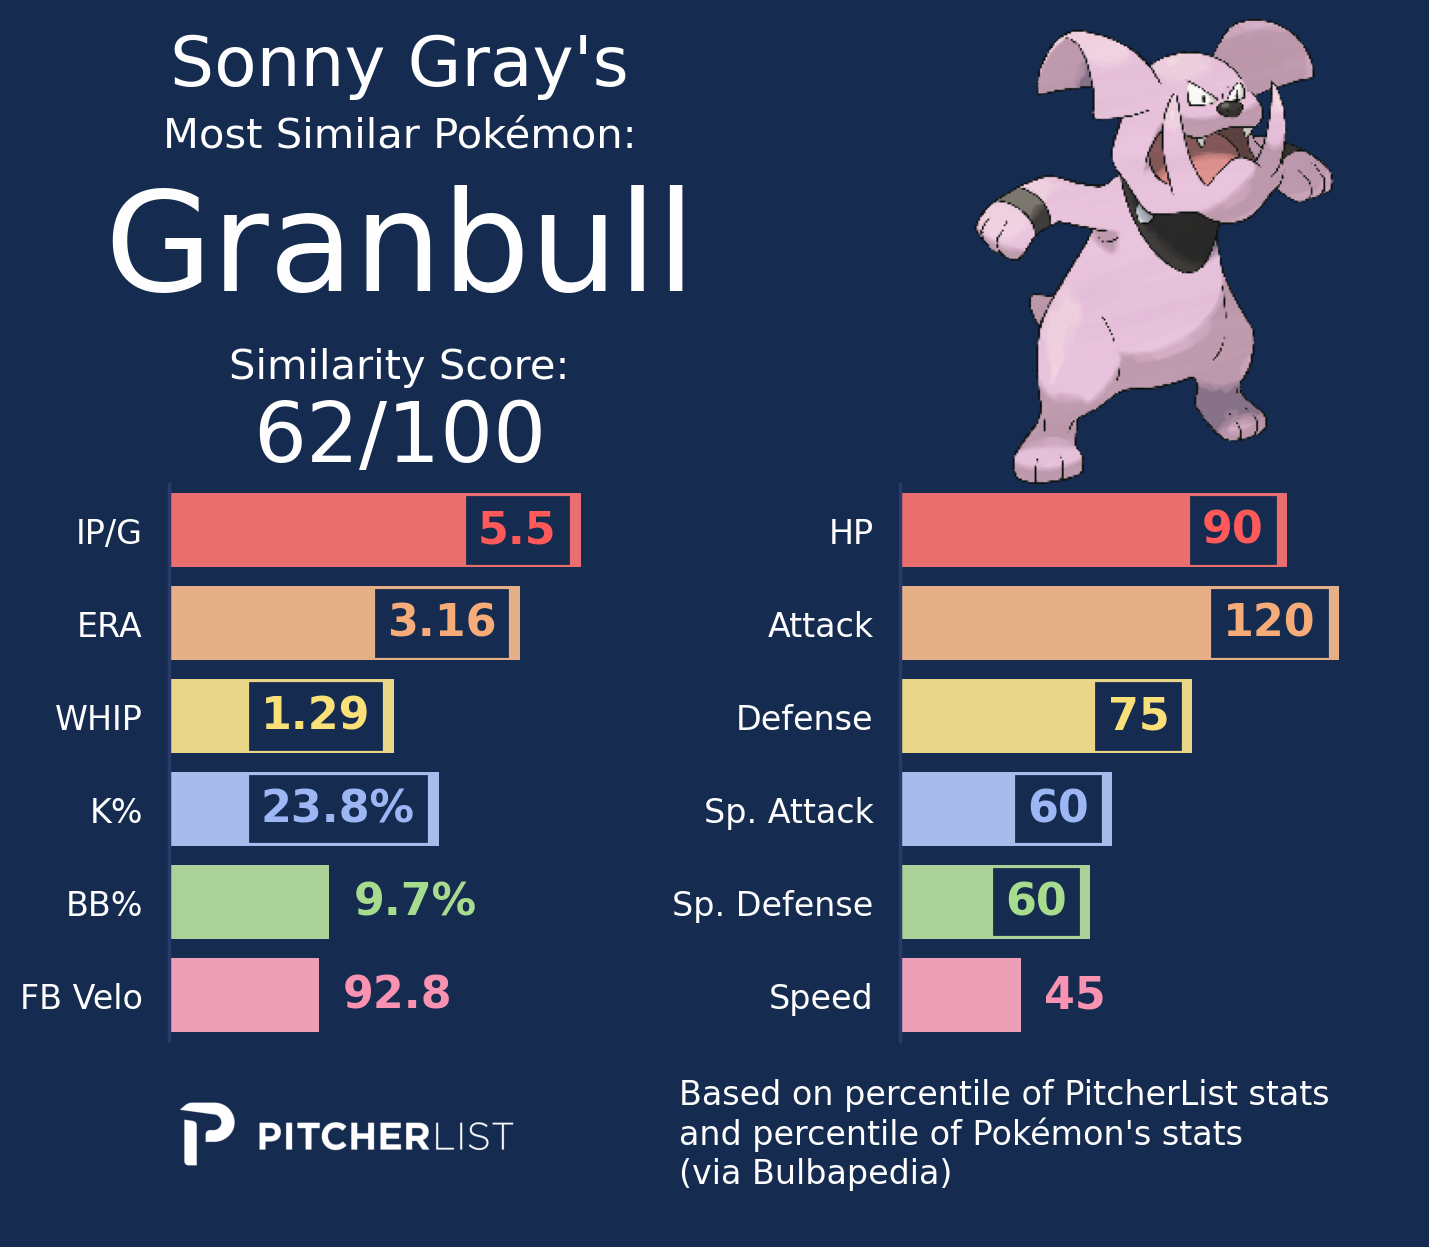 Sonny Gray's
Most Similar Pokémon:
Granbull
Similarity Score:
62/100
IP/G 5.5
ERA 3.16
WHIP 1.29
K% 23.8%
BB% 9.7%
FB Velo 92.8
HP 90
Attack 120
Defense 75
Sp. Attack 60
Sp. Defense 60
Speed 45
PITCHERLIST
Based on percentile of PitcherList stats
and percentile of Pokémon's stats
(via Bulbapedia)